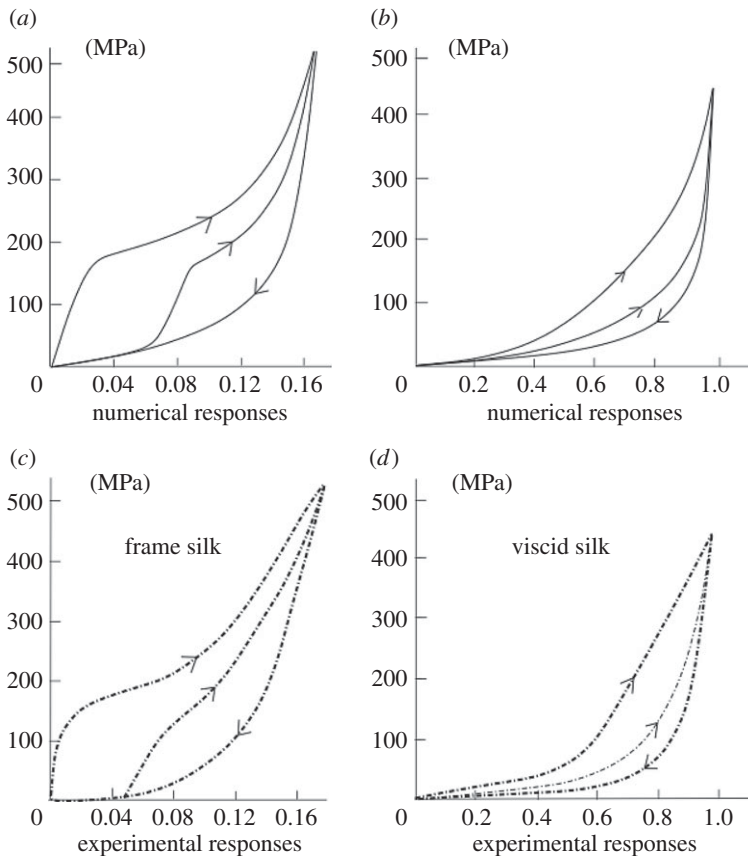 (a)
(MPa)
500
400
300
200
100
0
0.04 0.08 0.12 0.16
numerical responses
(b)
(MPa)
500
400
300
200
100
0
0.2 0.4 0.6 0.8 1.0
numerical responses
(c)
(MPa)
500
frame silk
400
300
200
100
0
0.04 0.08 0.12 0.16
experimental responses
(d)
(MPa)
500
viscid silk
400
300
200
100
0
0.2 0.4 0.6 0.8 1.0
experimental responses